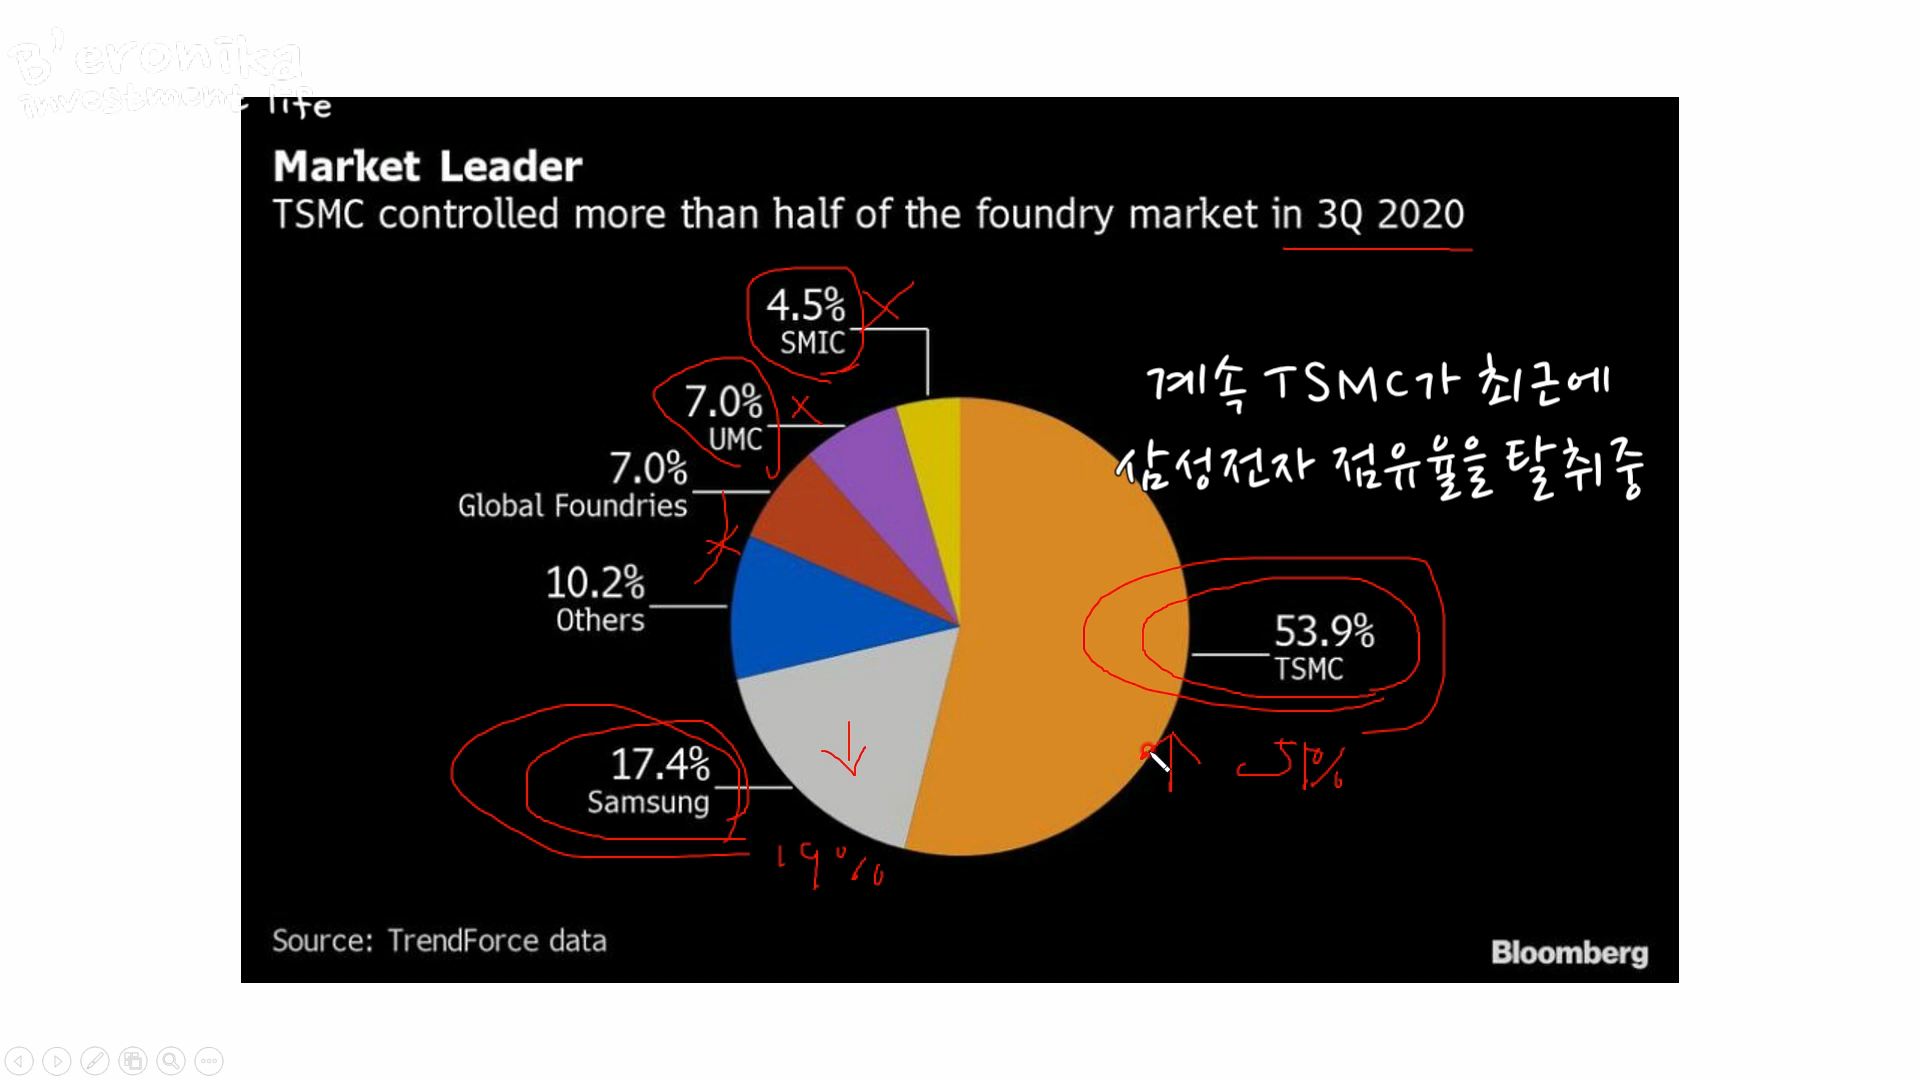 B'eronika
investment life
life
Market Leader
TSMC controlled more than half of the foundry market in 3Q 2020
4.5%
SMIC
7.0%
UMC
7.0%
Global Foundries
10.2%
Others
17.4%
Samsung
19%
계속 TSMC가 최근에
삼성전자 점유율을 탈취중
53.9%
TSMC
51%
Source: TrendForce data
Bloomberg